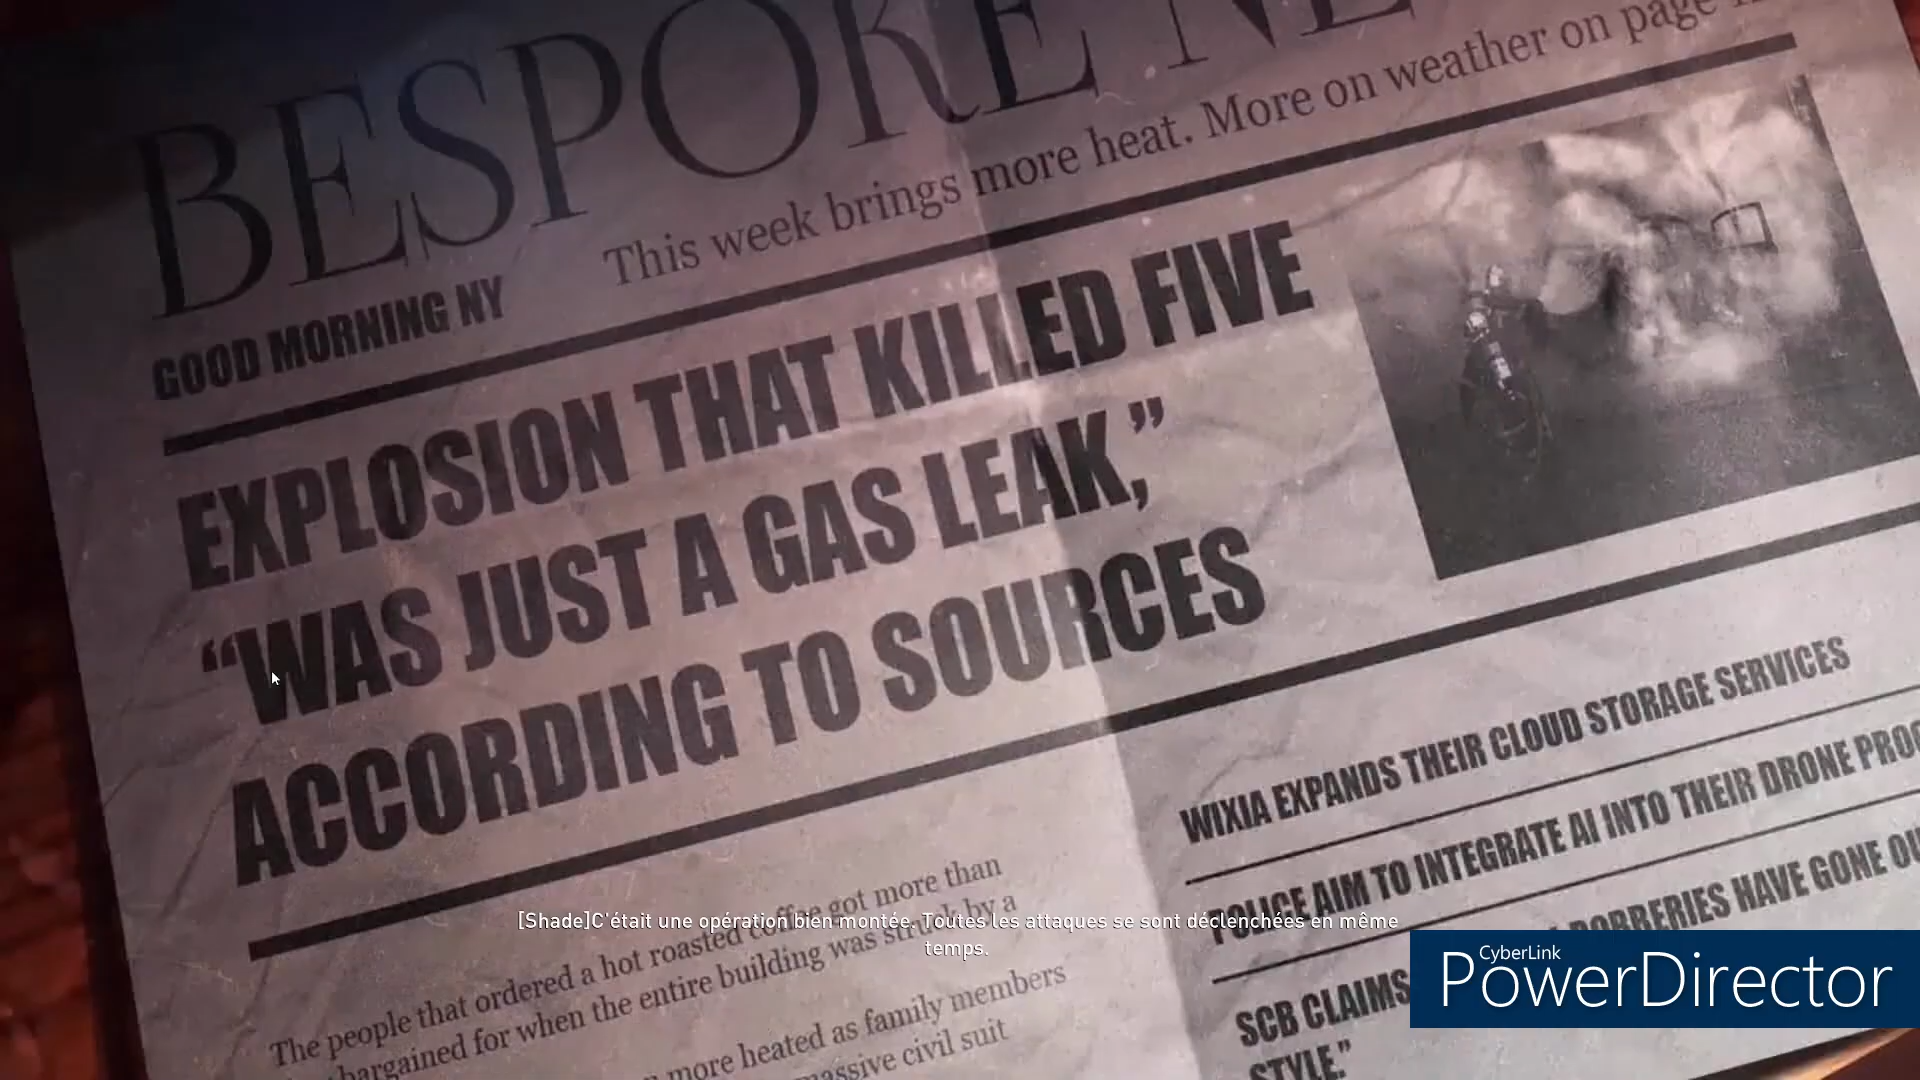 BESPOKE
This week brings more heat. More on weather on page
GOOD MORNING NY
EXPLOSION THAT KILLED FIVE
“WAS JUST A GAS LEAK,”
ACCORDING TO SOURCES
The people that ordered a hot roasted coffee got more than
bargained for when the entire building was struck by a
more heated as family members
massive civil suit
WIXIA EXPANDS THEIR CLOUD STORAGE SERVICES
POLICE AIM TO INTEGRATE AI INTO THEIR DRONE
ROBBERIES HAVE GONE
SCB CLAIMS
STYLE.”
[Shade]C'était une opération bien montée. Toutes les attaques se sont déclenchées en même
temps.
CyberLink
PowerDirector